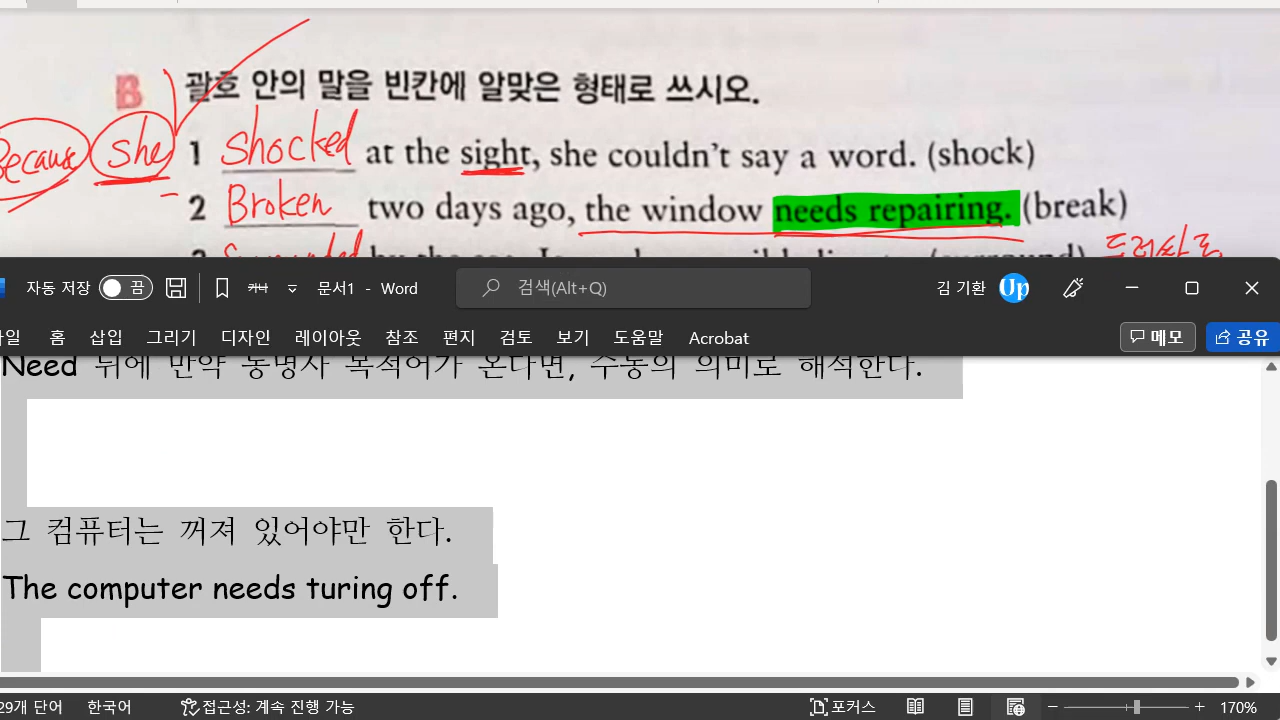 B 괄호 안의 말을 빈칸에 알맞은 형태로 쓰시오.
Because she 1 Shocked at the sight, she couldn't say a word. (shock)
2 Broken two days ago, the window needs repairing. (break)
자동 저장 끔 가나 문서1 - Word 검색(Alt+Q) 김 기환 Up
홈 삽입 그리기 디자인 레이아웃 참조 편지 검토 보기 도움말 Acrobat 메모 공유
Need 뒤에 만약 동명사 목적어가 온다면, 수동의 의미로 해석한다.
그 컴퓨터는 꺼져 있어야만 한다.
The computer needs turing off.
29개 단어 한국어 접근성: 계속 진행 가능 포커스 170%